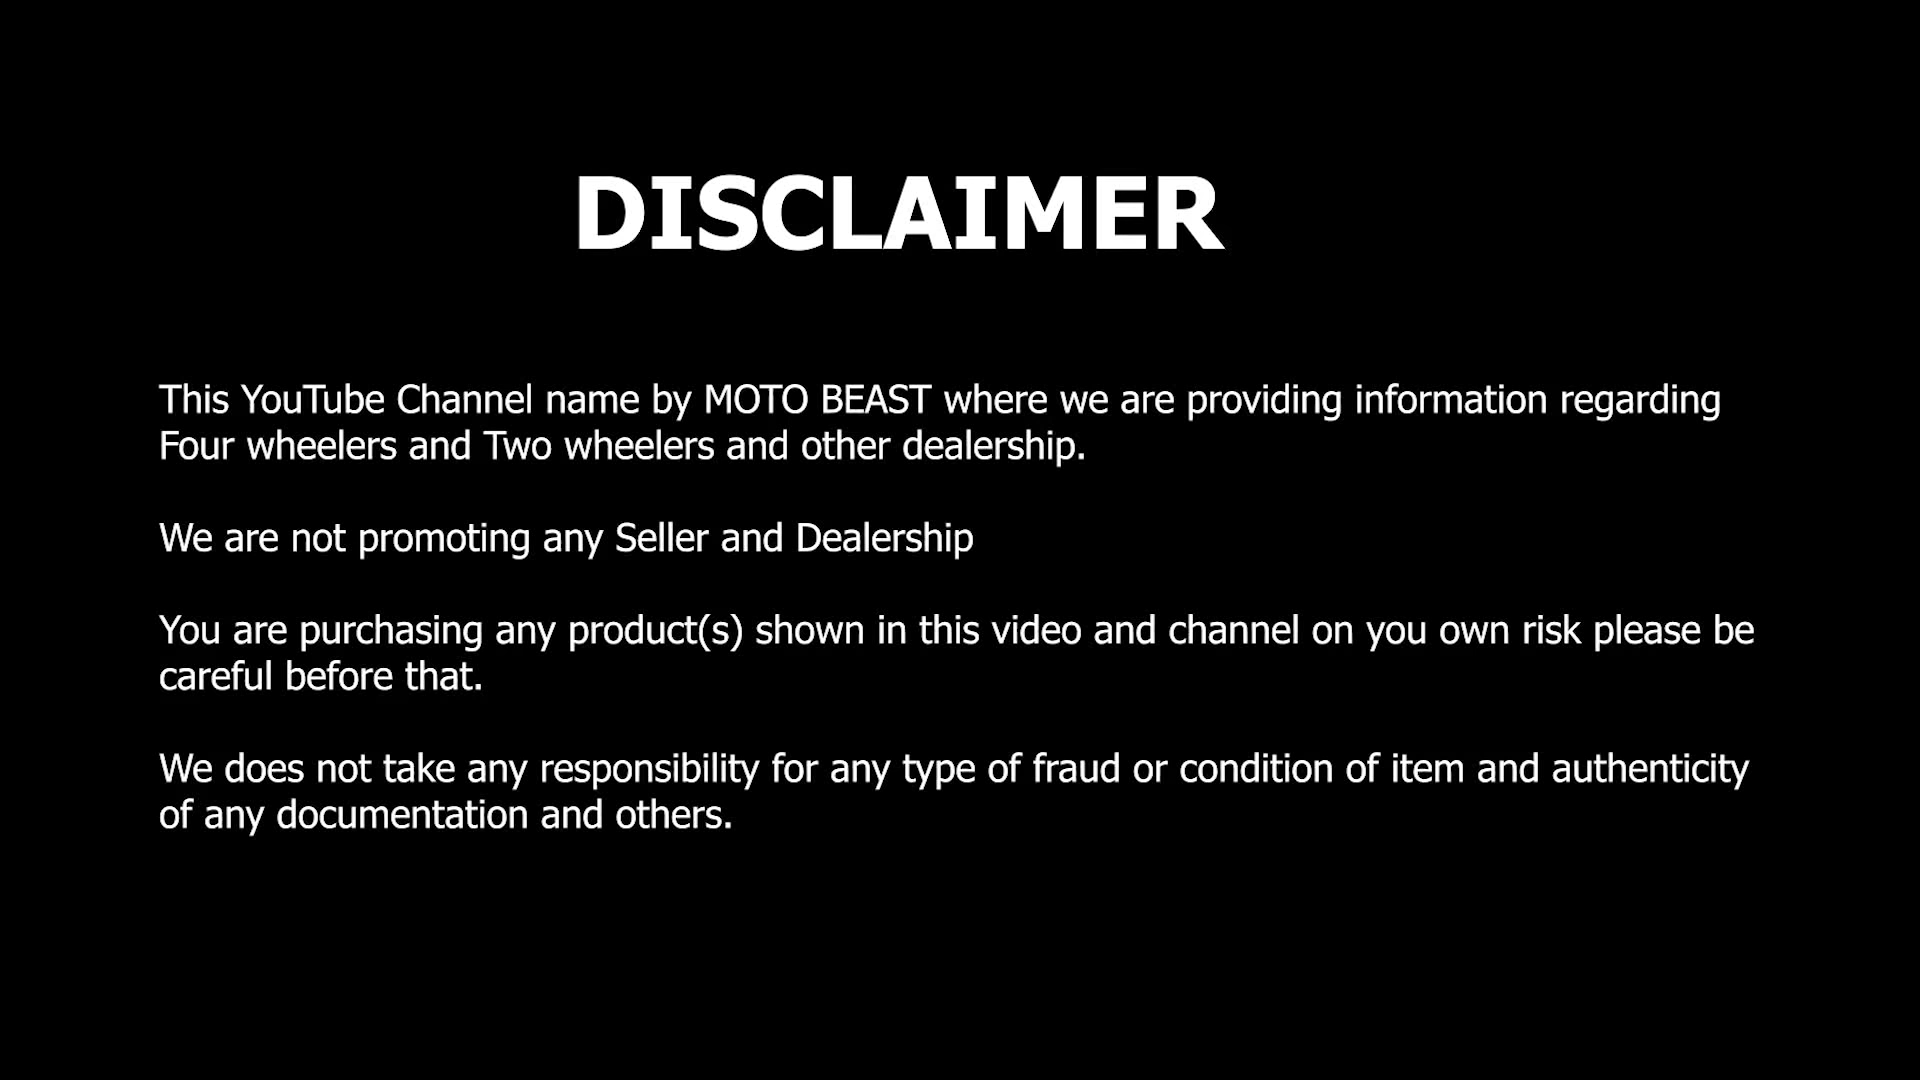 DISCLAIMER
This YouTube Channel name by MOTO BEAST where we are providing information regarding
Four wheelers and Two wheelers and other dealership.
We are not promoting any Seller and Dealership
You are purchasing any product(s) shown in this video and channel on you own risk please be
careful before that.
We does not take any responsibility for any type of fraud or condition of item and authenticity
of any documentation and others.